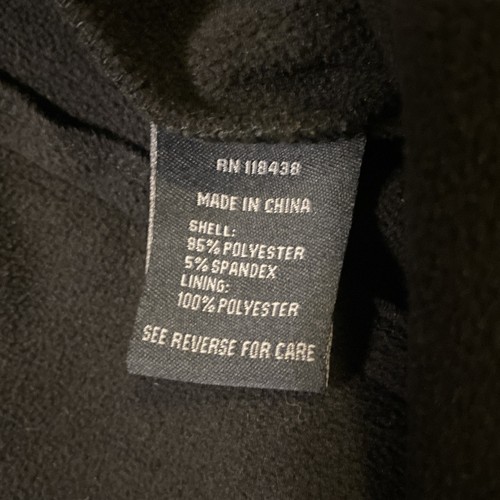 RN 118438
MADE IN CHINA
SHELL:
95% POLYESTER
5% SPANDEX
LINING:
100% POLYESTER
SEE REVERSE FOR CARE